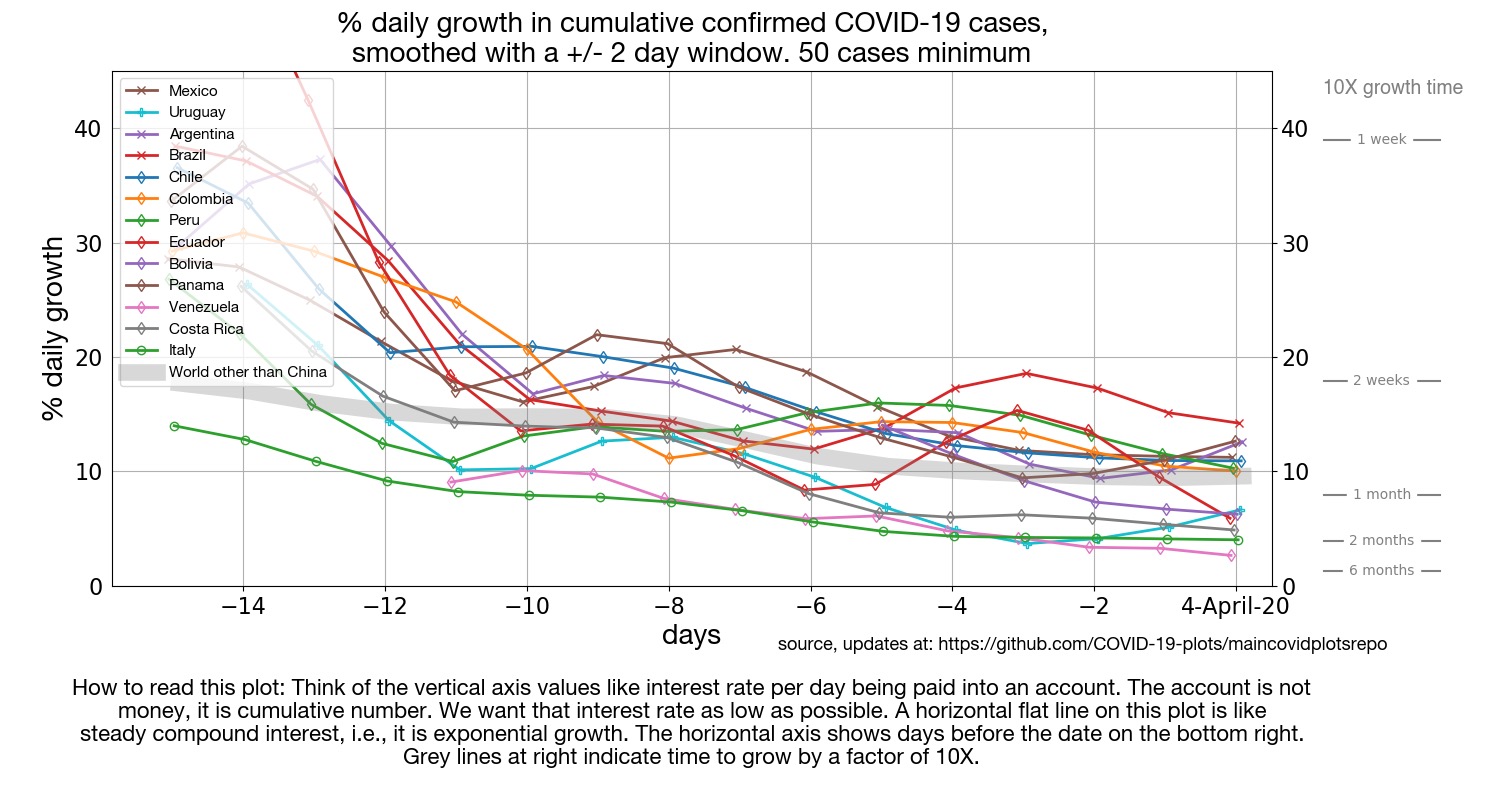 % daily growth in cumulative confirmed COVID-19 cases,
smoothed with a +/- 2 day window. 50 cases minimum
10X growth time
1 week
2 weeks
1 month
2 months
6 months
Mexico
Uruguay
Argentina
Brazil
Chile
Colombia
Peru
Ecuador
Bolivia
Panama
Venezuela
Costa Rica
Italy
World other than China
% daily growth
40
30
20
10
0
40
30
20
10
0
−14
−12
−10
−8
−6
−4
−2
4-April-20
days
source, updates at: https://github.com/COVID-19-plots/maincovidplotsrepo
How to read this plot: Think of the vertical axis values like interest rate per day being paid into an account. The account is not
money, it is cumulative number. We want that interest rate as low as possible. A horizontal flat line on this plot is like
steady compound interest, i.e., it is exponential growth. The horizontal axis shows days before the date on the bottom right.
Grey lines at right indicate time to grow by a factor of 10X.